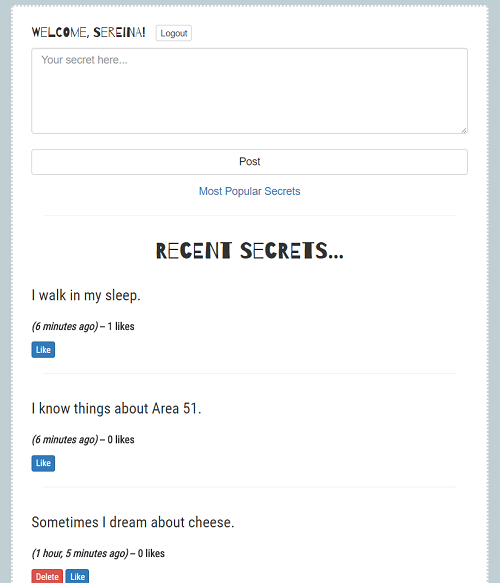 WELCOME, SEREINA! Logout
Your secret here...
Post
Most Popular Secrets
RECENT SECRETS...
I walk in my sleep.
(6 minutes ago) – 1 likes
Like
I know things about Area 51.
(6 minutes ago) – 0 likes
Like
Sometimes I dream about cheese.
(1 hour, 5 minutes ago) – 0 likes
Delete Like